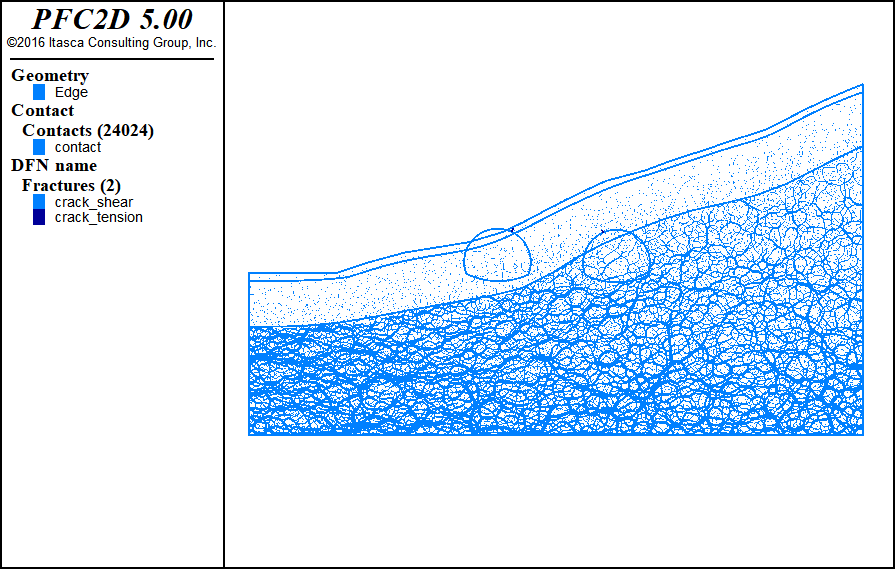 PFC2D 5.00
©2016 Itasca Consulting Group, Inc.
Geometry
Edge
Contact
Contacts (24024)
contact
DFN name
Fractures (2)
crack_shear
crack_tension